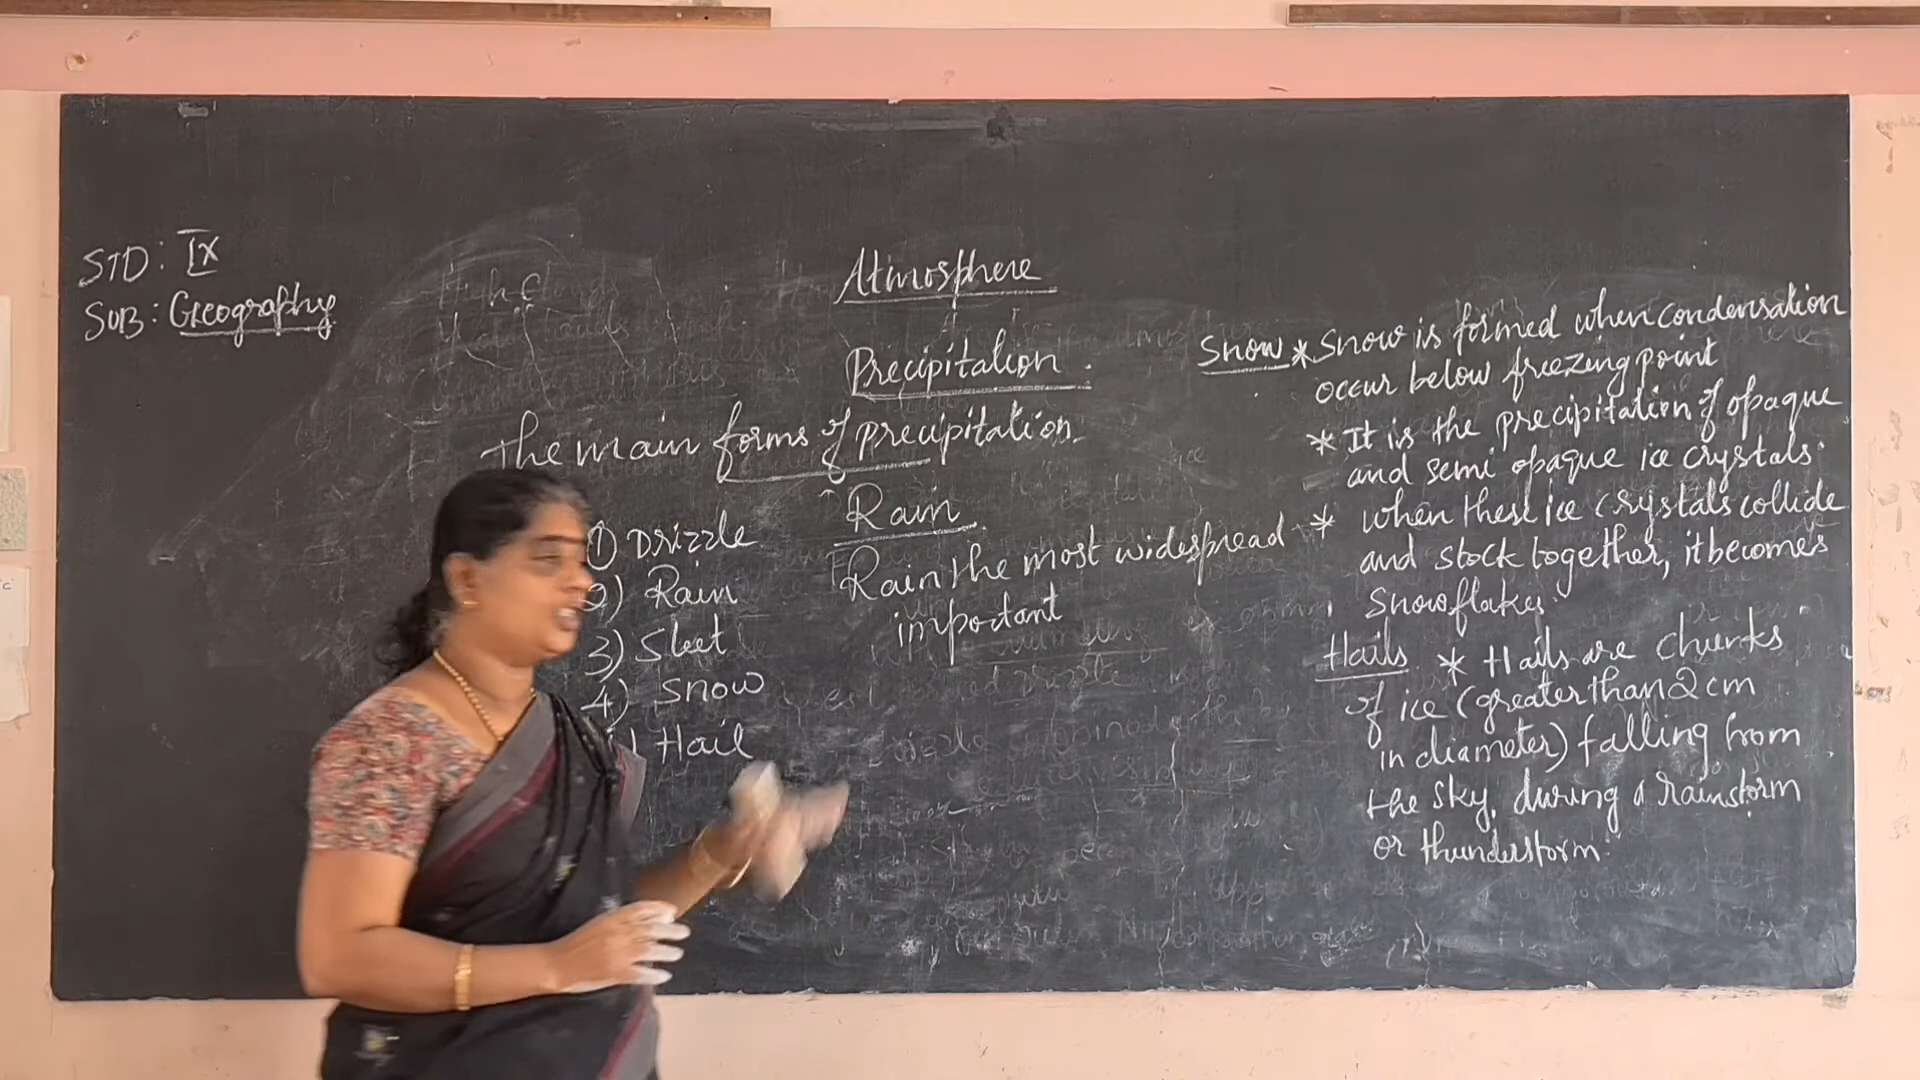 STD: IX
SUB: Geography
Atmosphere
Precipitation.
The main forms of precipitation.
1) Drizzle
2) Rain
3) Sleet
4) Snow
) Hail
Rain
Rain the most widespread
important
Snow * Snow is formed when condensation
occur below freezing point
* It is the precipitation of opaque
and semi opaque ice crystals.
* when these ice crystals collide
and stock together, it becomes
Snowflakes.
Hails * Hails are chunks
of ice (greater than 2 cm
in diameter) falling from
the sky, during a rainstorm
or thunderstorm.